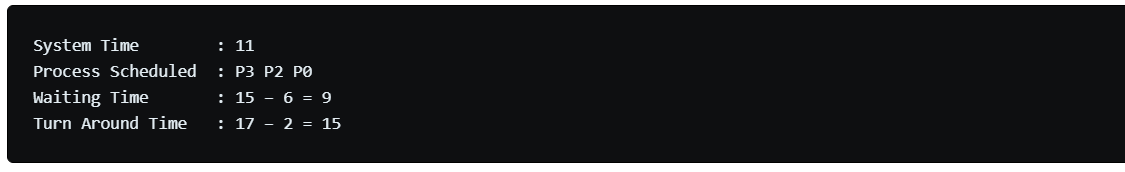 System Time        : 11
Process Scheduled  : P3 P2 P0
Waiting Time       : 15 – 6 = 9
Turn Around Time   : 17 – 2 = 15